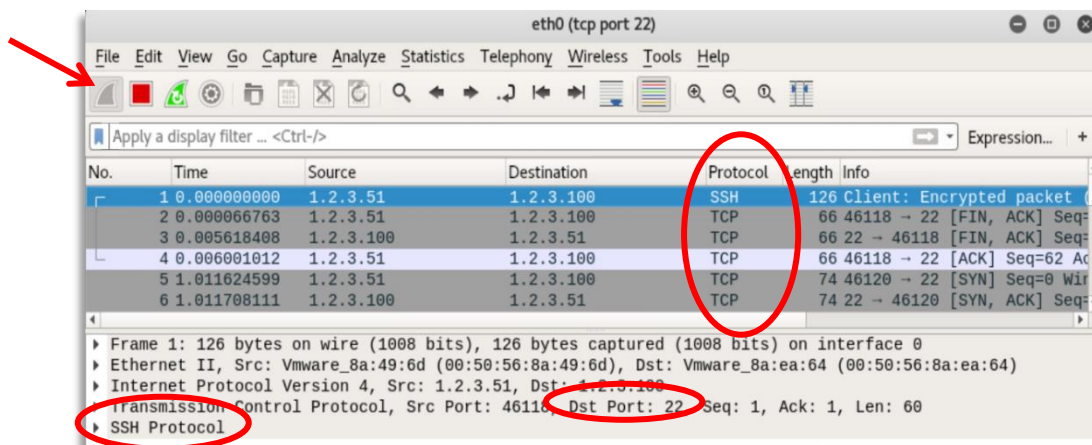 eth0 (tcp port 22)
File Edit View Go Capture Analyze Statistics Telephony Wireless Tools Help
Apply a display filter ... <Ctrl-/> Expression... +
No. Time Source Destination Protocol Length Info
1 0.000000000 1.2.3.51 1.2.3.100 SSH 126 Client: Encrypted packet (
2 0.000066763 1.2.3.51 1.2.3.100 TCP 66 46118 → 22 [FIN, ACK] Seq=
3 0.005618408 1.2.3.100 1.2.3.51 TCP 66 22 → 46118 [FIN, ACK] Seq=
4 0.006001012 1.2.3.51 1.2.3.100 TCP 66 46118 → 22 [ACK] Seq=62 Ac
5 1.011624599 1.2.3.51 1.2.3.100 TCP 74 46120 → 22 [SYN] Seq=0 Win
6 1.011708111 1.2.3.100 1.2.3.51 TCP 74 22 → 46120 [SYN, ACK] Seq=
Frame 1: 126 bytes on wire (1008 bits), 126 bytes captured (1008 bits) on interface 0
Ethernet II, Src: Vmware_8a:49:6d (00:50:56:8a:49:6d), Dst: Vmware_8a:ea:64 (00:50:56:8a:ea:64)
Internet Protocol Version 4, Src: 1.2.3.51, Dst: 1.2.3.100
Transmission Control Protocol, Src Port: 46118, Dst Port: 22, Seq: 1, Ack: 1, Len: 60
SSH Protocol